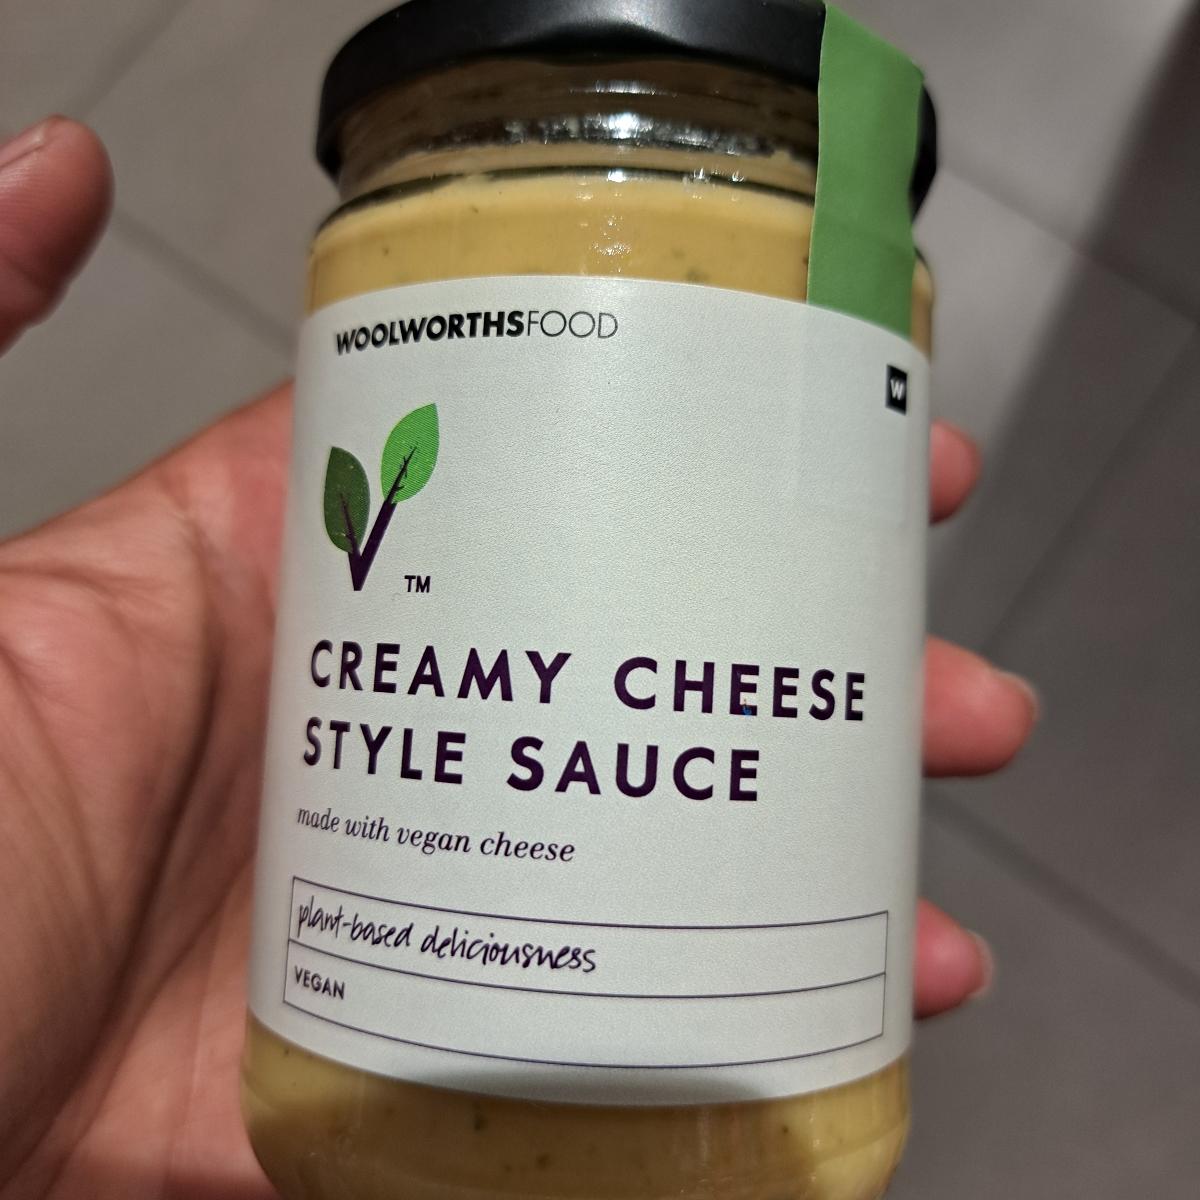 WOOLWORTHSFOOD
W
TM
CREAMY CHEESE
STYLE SAUCE
made with vegan cheese
plant-based deliciousness
VEGAN